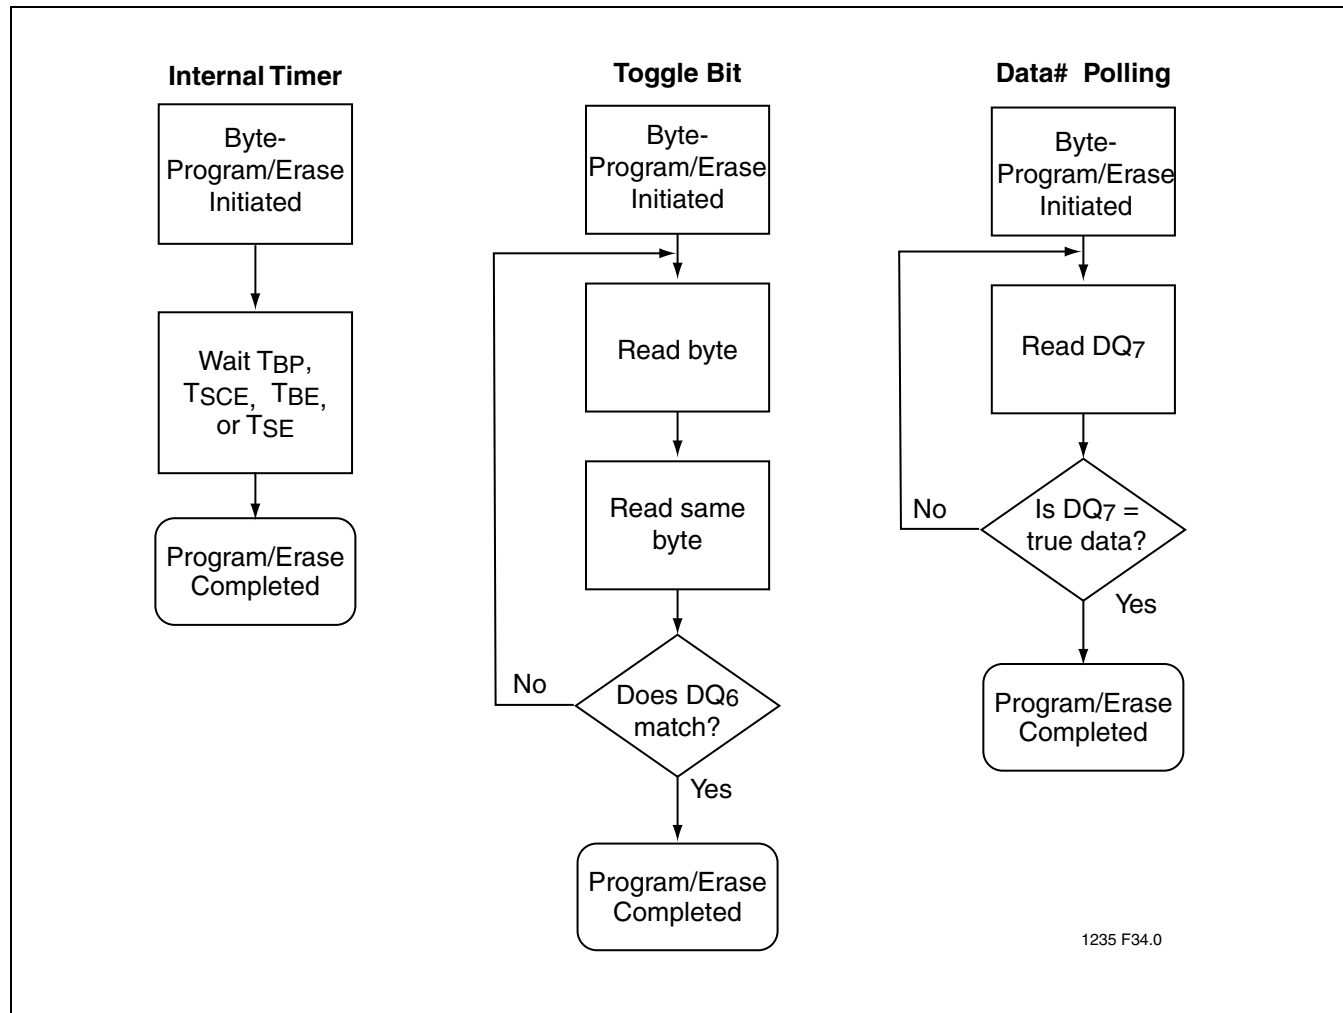 Internal Timer
Byte-
Program/Erase
Initiated
Wait TBP,
TSCE, TBE,
or TSE
Program/Erase
Completed
Toggle Bit
Byte-
Program/Erase
Initiated
Read byte
Read same
byte
Does DQ6
match?
No
Yes
Program/Erase
Completed
Data# Polling
Byte-
Program/Erase
Initiated
Read DQ7
Is DQ7 =
true data?
No
Yes
Program/Erase
Completed
1235 F34.0